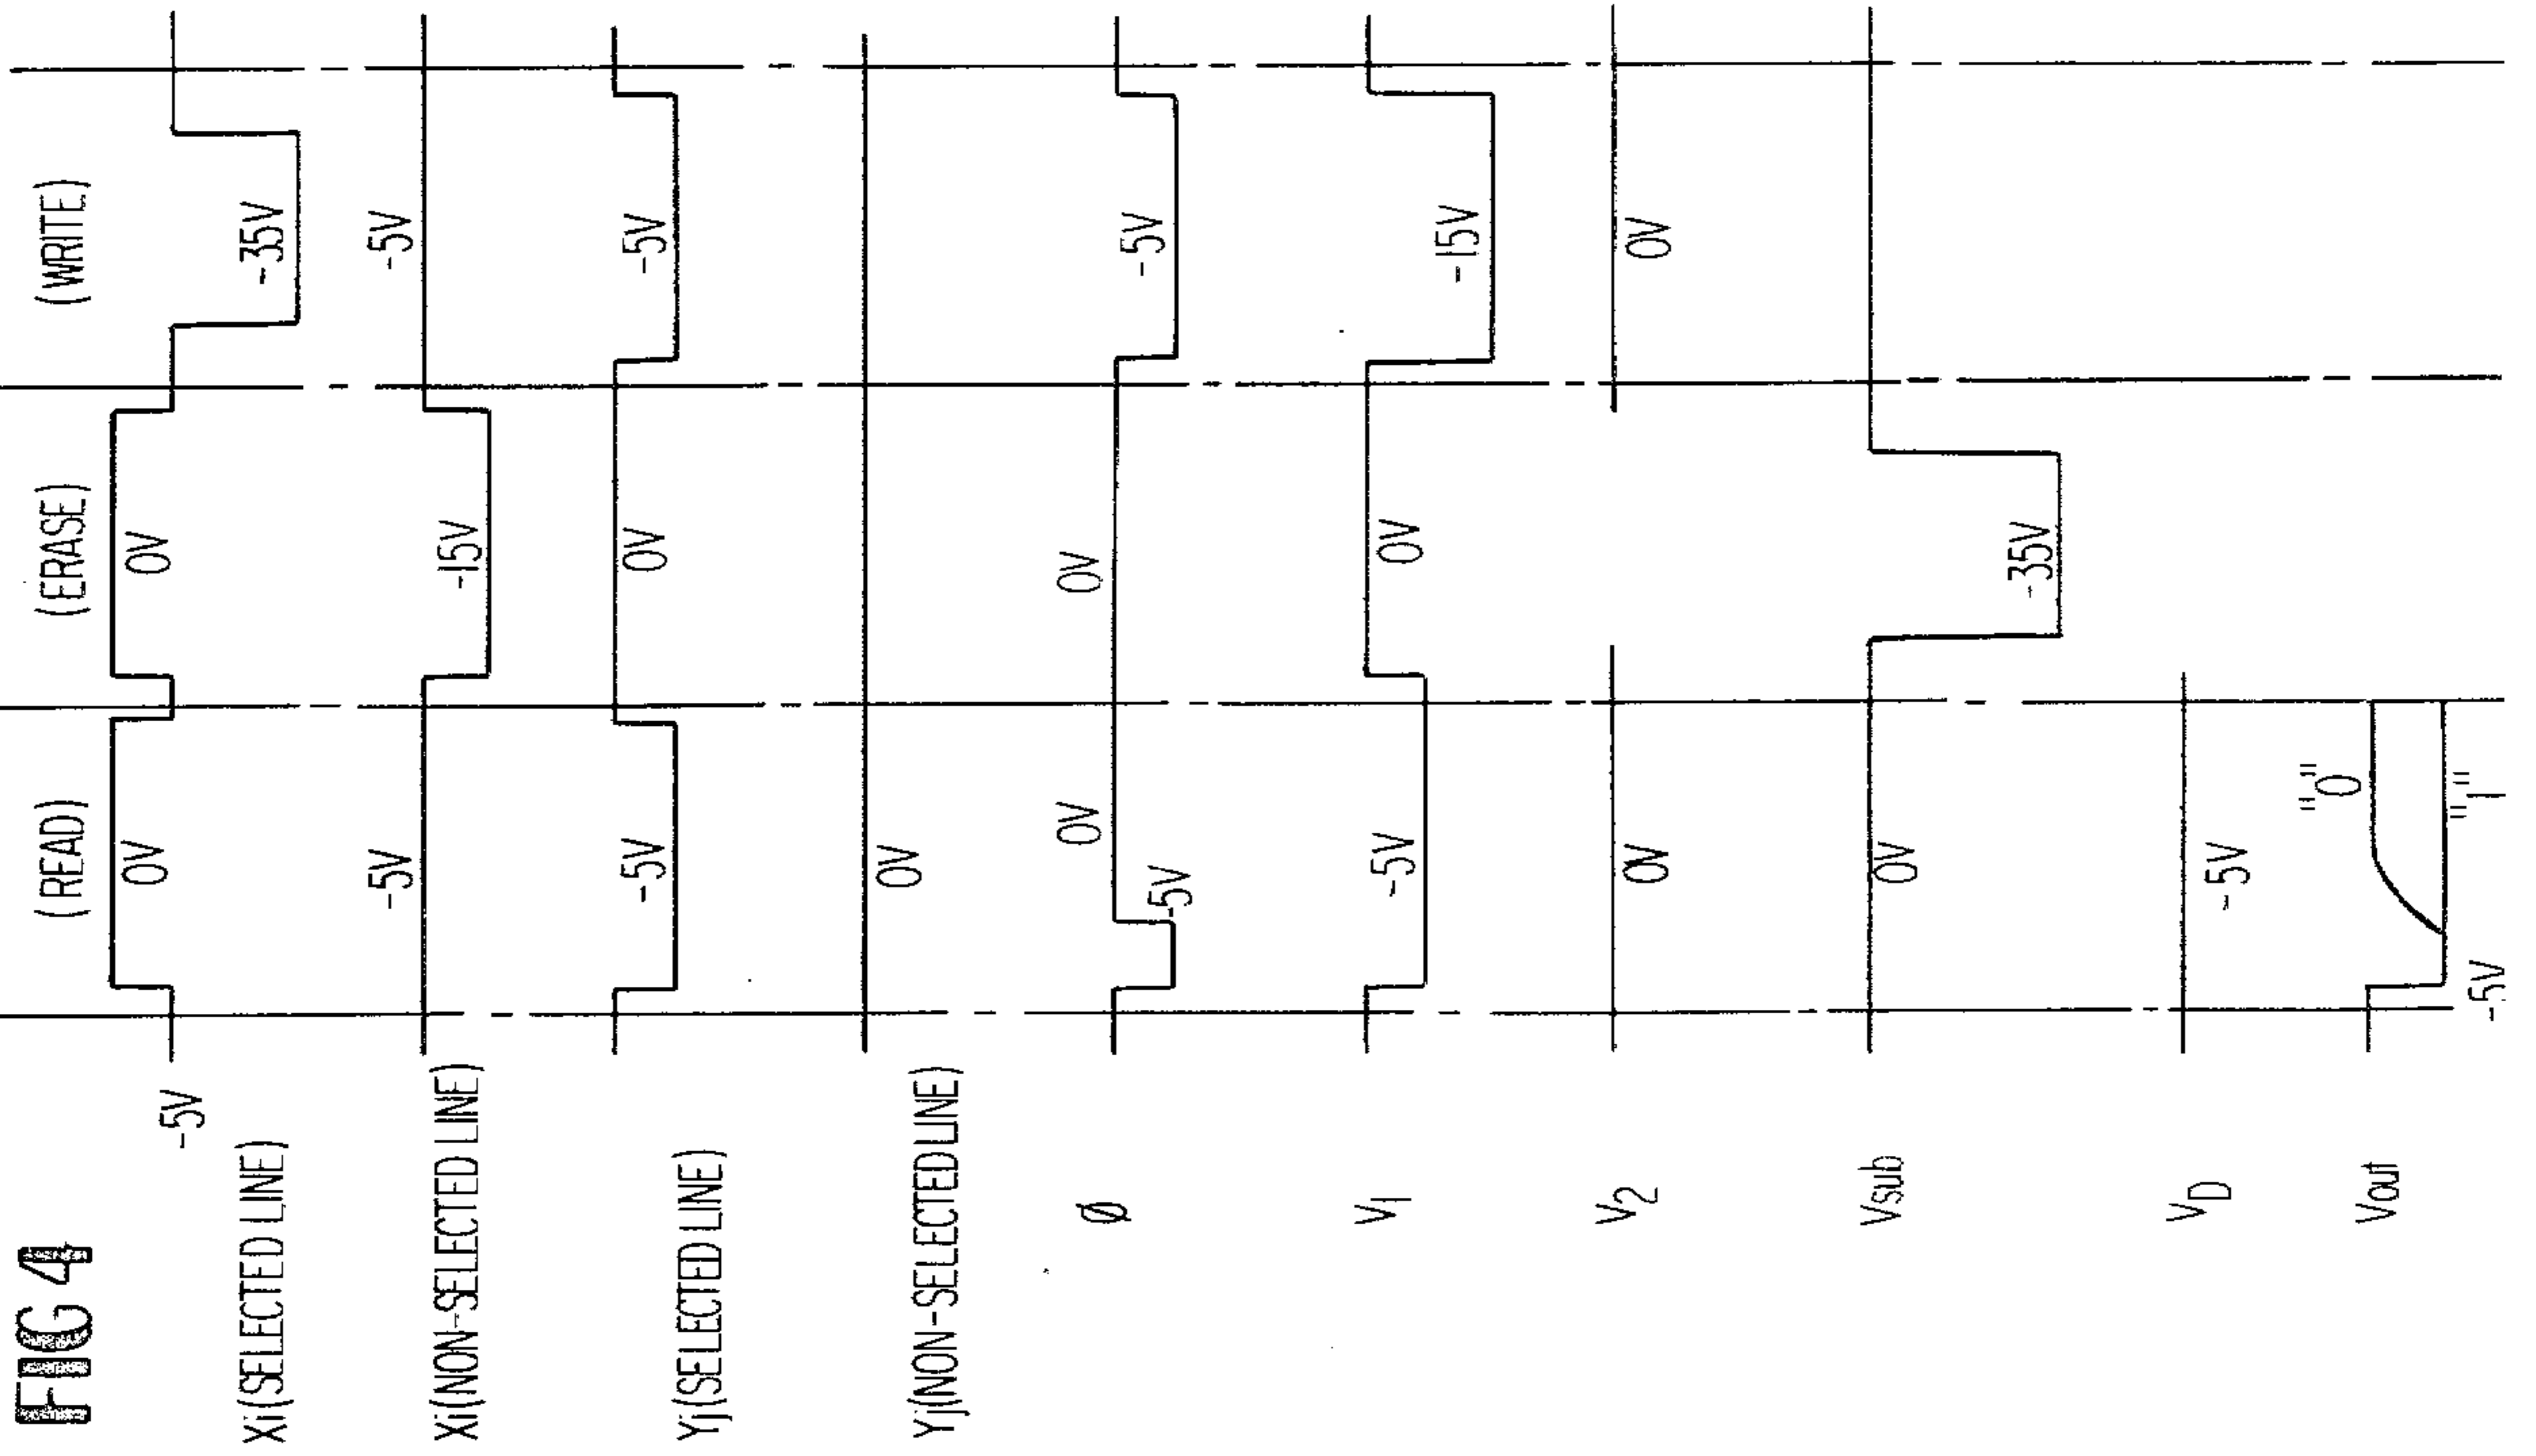 FIG 4
(READ) (ERASE) (WRITE)
-5V 0V 0V -35V
Xi(SELECTED LINE)
-5V -15V -5V
Xi(NON-SELECTED LINE)
-5V 0V -5V
Yj(SELECTED LINE)
0V
Yj(NON-SELECTED LINE)
0V 0V
Ø -5V -5V
V1 -5V 0V -15V
V2 0V 0V
Vsub 0V -35V
VD -5V
Vout "0"
-5V "1"